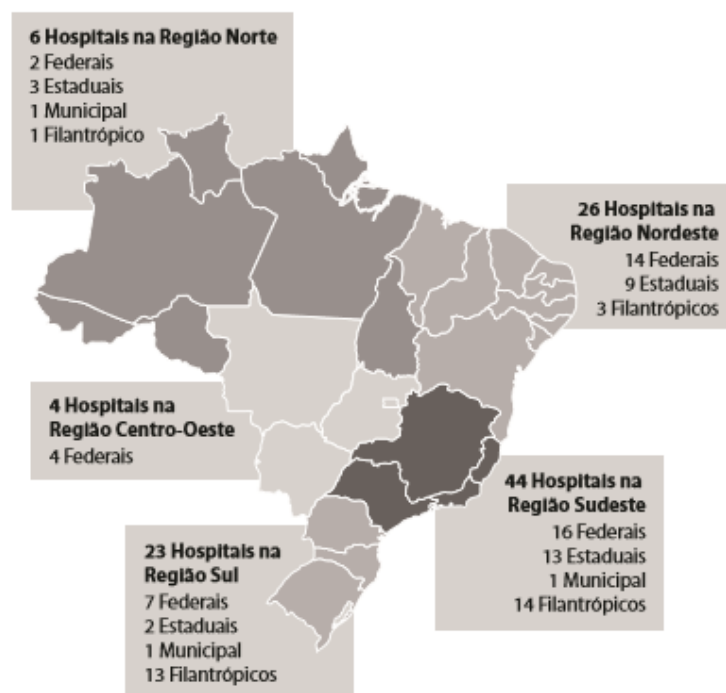 6 Hospitais na Região Norte
2 Federais
3 Estaduais
1 Municipal
1 Filantrópico
26 Hospitais na
Região Nordeste
14 Federais
9 Estaduais
3 Filantrópicos
4 Hospitais na
Região Centro-Oeste
4 Federais
44 Hospitais na
Região Sudeste
16 Federais
13 Estaduais
1 Municipal
14 Filantrópicos
23 Hospitais na
Região Sul
7 Federais
2 Estaduais
1 Municipal
13 Filantrópicos